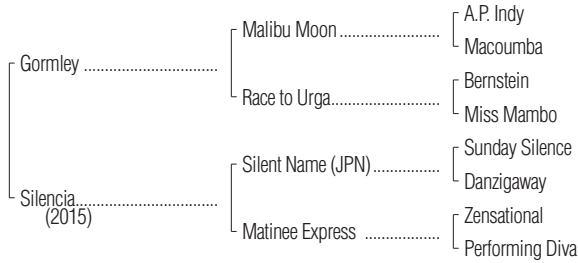 A.P. Indy
Malibu Moon ...................
Macoumba
Gormley .........................
Bernstein
Race to Urga.....................
Miss Mambo
Sunday Silence
Silent Name (JPN).............
Danzigaway
Silencia...........................
(2015)
Zensational
Matinee Express ...............
Performing Diva